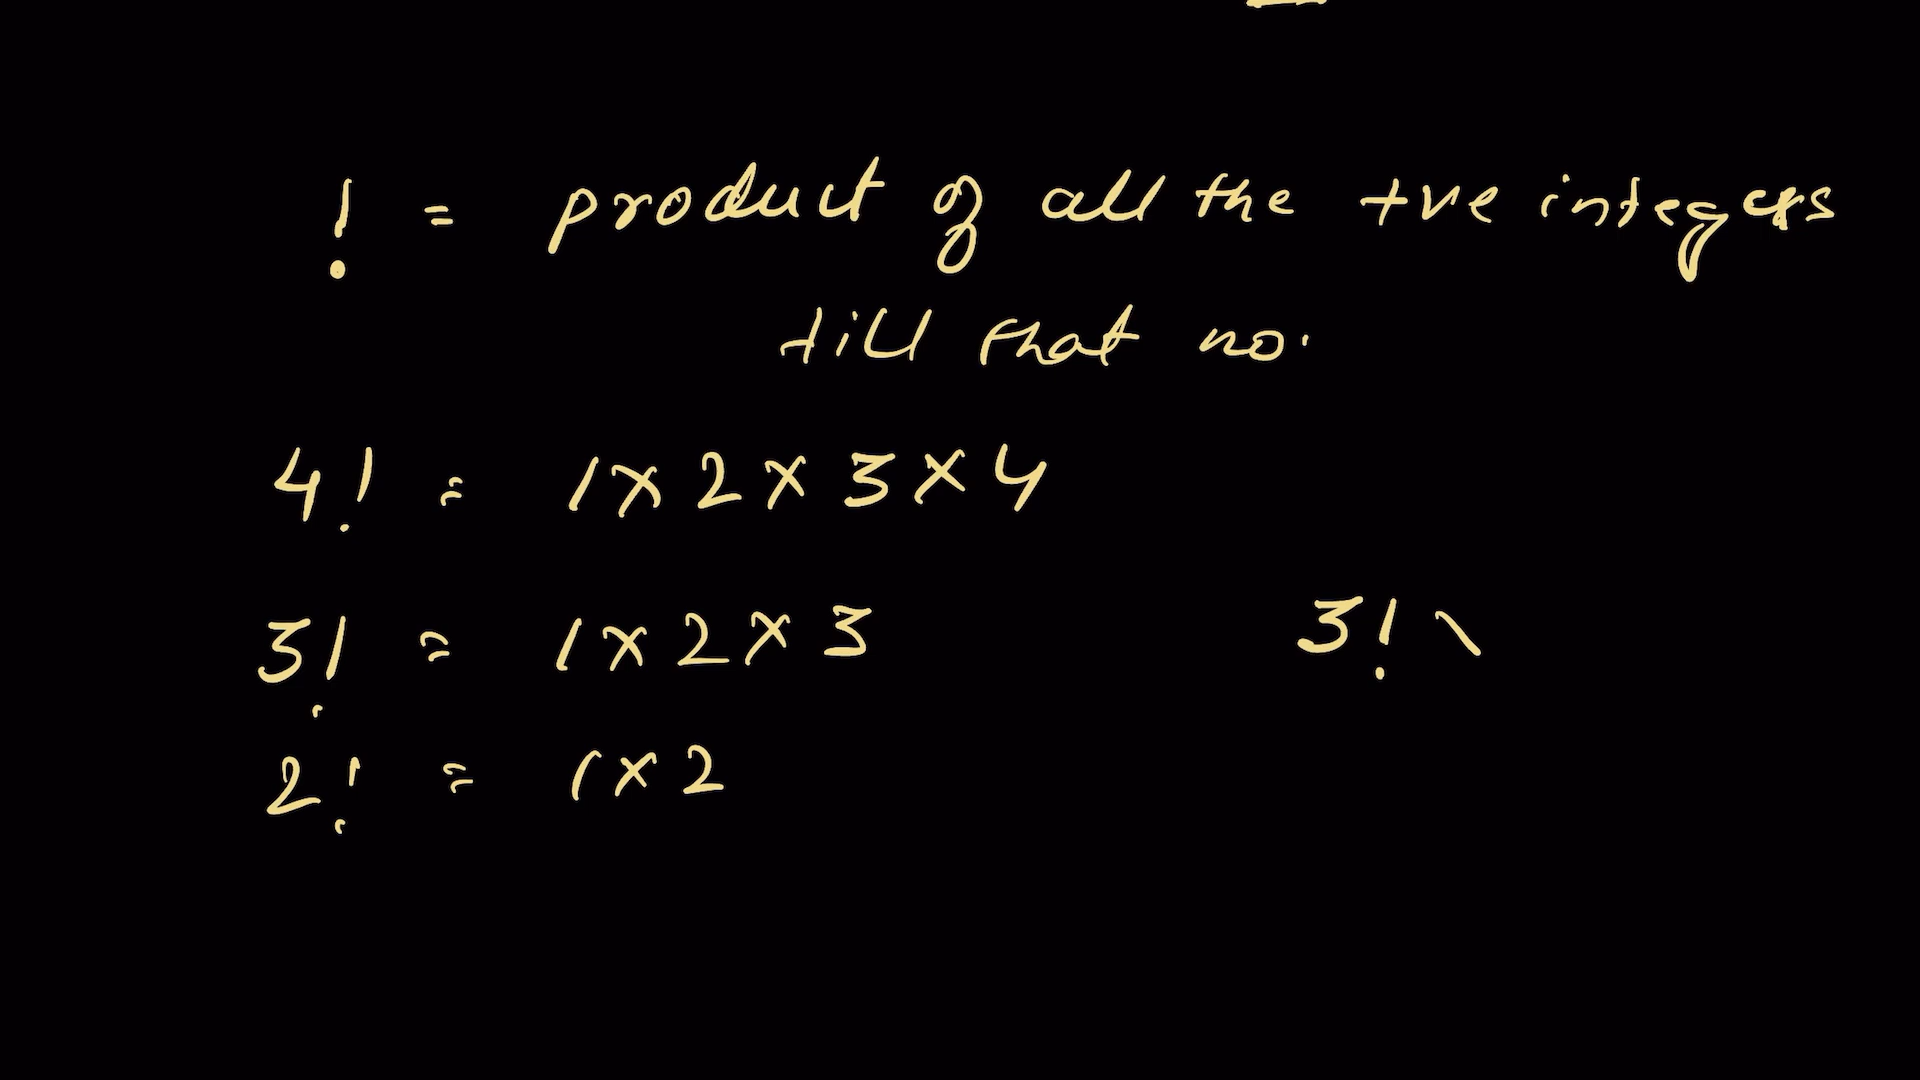 ! = product of all the +ve integers
till that no.
4! = 1 × 2 × 3 × 4
3! = 1 × 2 × 3
3! \
2! = 1 × 2